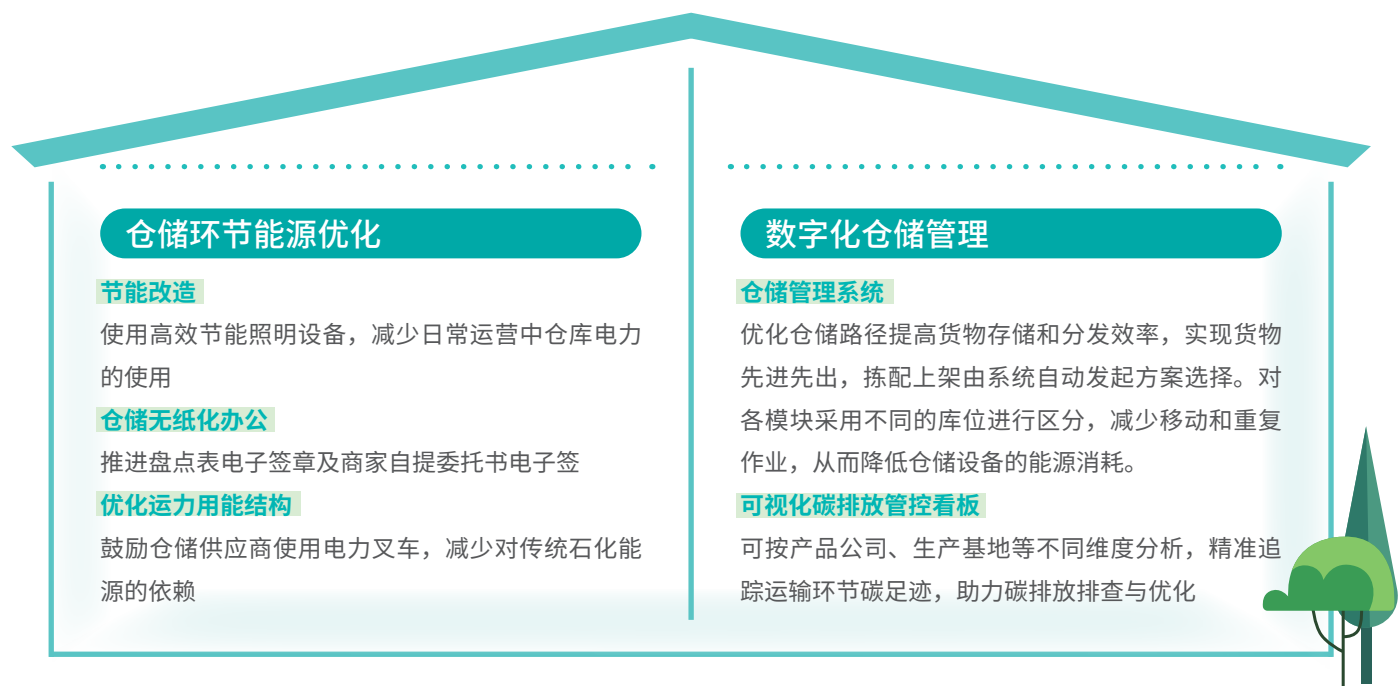 仓储环节能源优化
节能改造
使用高效节能照明设备，减少日常运营中仓库电力
的使用
仓储无纸化办公
推进盘点表电子签章及商家自提委托书电子签
优化运力用能结构
鼓励仓储供应商使用电力叉车，减少对传统石化能
源的依赖
数字化仓储管理
仓储管理系统
优化仓储路径提高货物存储和分发效率，实现货物
先进先出，拣配上架由系统自动发起方案选择。对
各模块采用不同的库位进行区分，减少移动和重复
作业，从而降低仓储设备的能源消耗。
可视化碳排放管控看板
可按产品公司、生产基地等不同维度分析，精准追
踪运输环节碳足迹，助力碳排放排查与优化